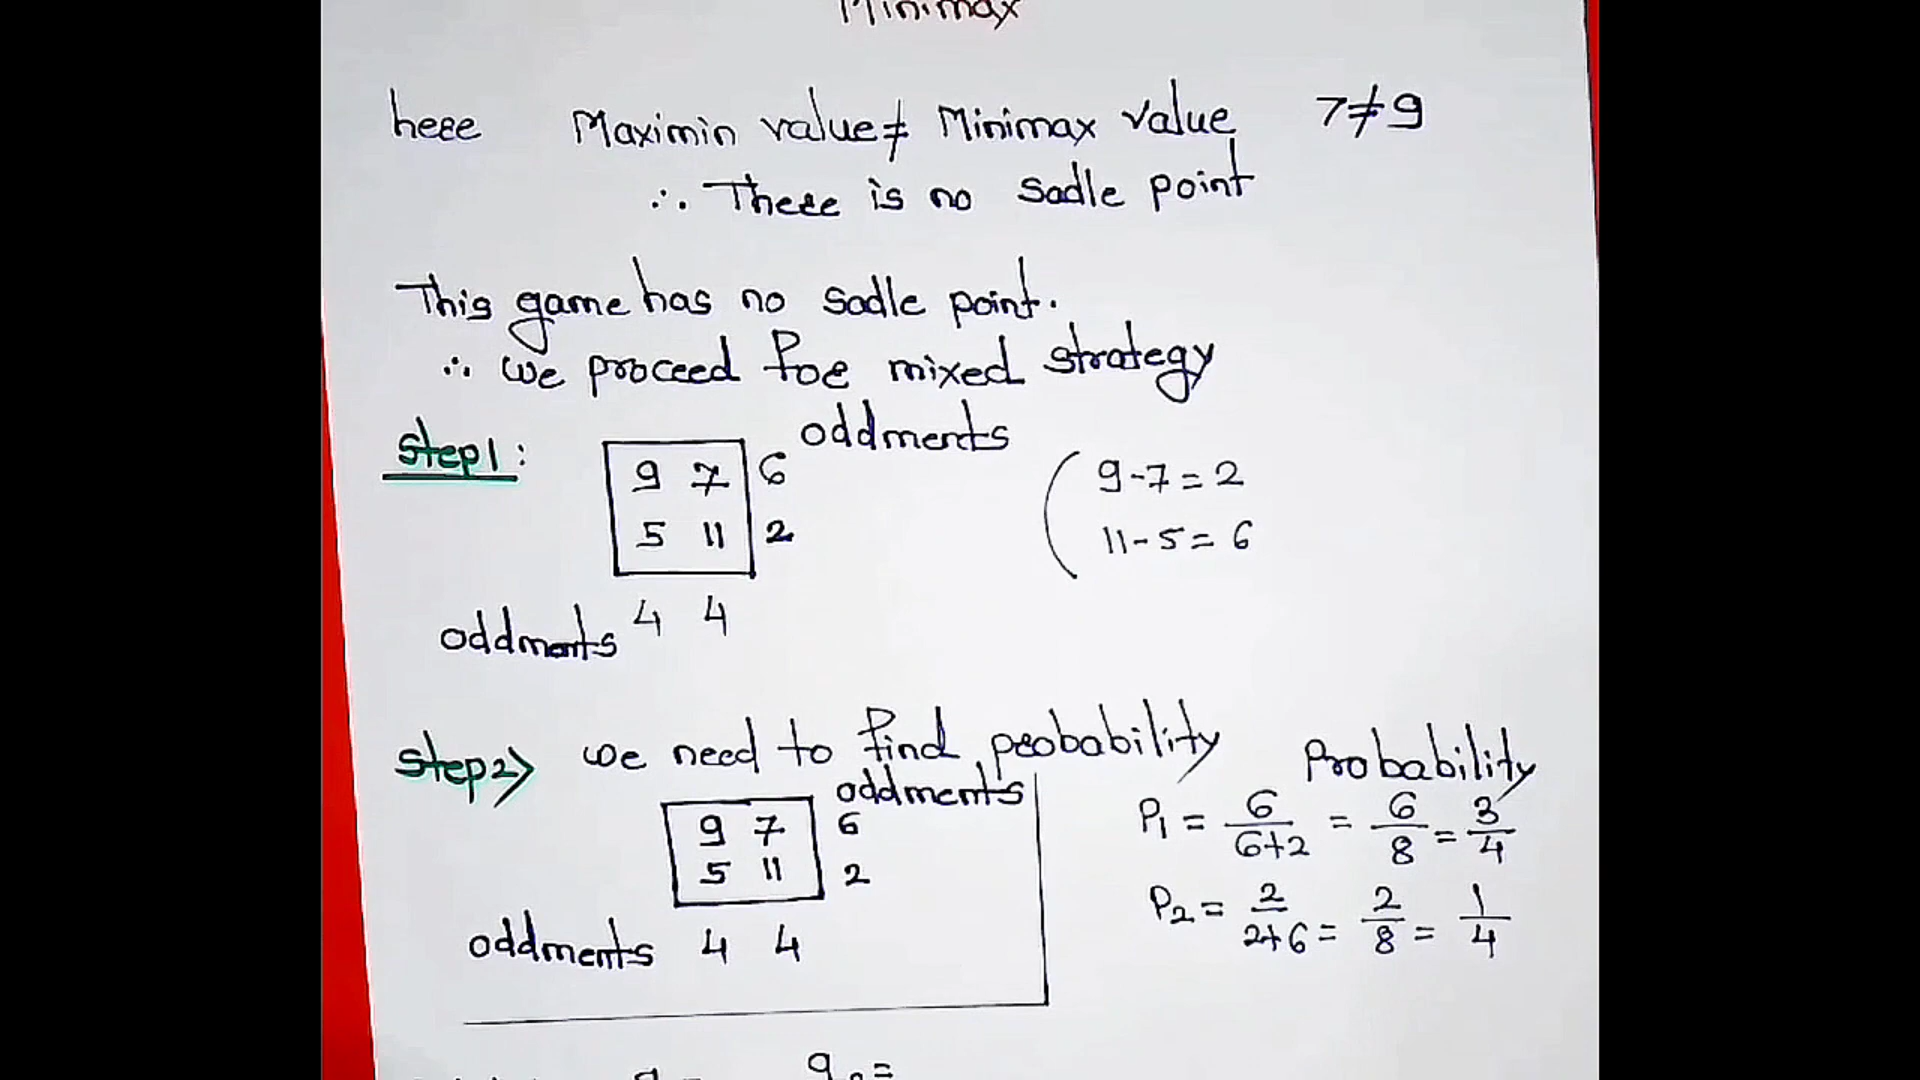 Minimax
here Maximin value ≠ Minimax value 7≠9
∴ There is no sadle point
This game has no sadle point.
∴ we proceed for mixed strategy
Step1:
oddments
9 7 6
5 11 2
oddments 4 4
9-7=2
11-5=6
Step2> we need to find probability
oddments
9 7 6
5 11 2
oddments 4 4
Probability
P1 = 6/(6+2) = 6/8 = 3/4
P2 = 2/(2+6) = 2/8 = 1/4